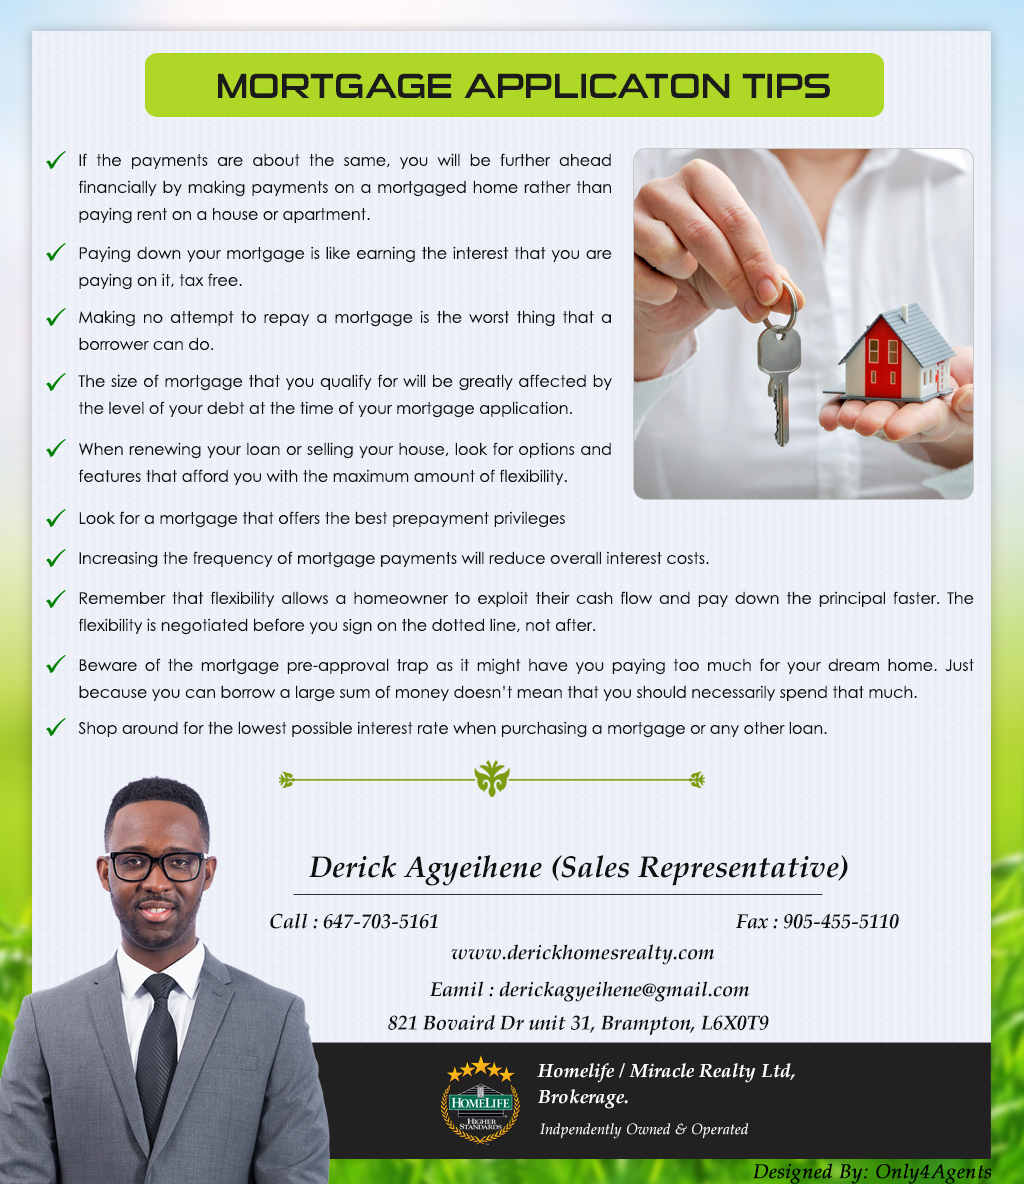 MORTGAGE APPLICATON TIPS
If the payments are about the same, you will be further ahead
financially by making payments on a mortgaged home rather than
paying rent on a house or apartment.
Paying down your mortgage is like earning the interest that you are
paying on it, tax free.
Making no attempt to repay a mortgage is the worst thing that a
borrower can do.
The size of mortgage that you qualify for will be greatly affected by
the level of your debt at the time of your mortgage application.
When renewing your loan or selling your house, look for options and
features that afford you with the maximum amount of flexibility.
Look for a mortgage that offers the best prepayment privileges
Increasing the frequency of mortgage payments will reduce overall interest costs.
Remember that flexibility allows a homeowner to exploit their cash flow and pay down the principal faster. The
flexibility is negotiated before you sign on the dotted line, not after.
Beware of the mortgage pre-approval trap as it might have you paying too much for your dream home. Just
because you can borrow a large sum of money doesn't mean that you should necessarily spend that much.
Shop around for the lowest possible interest rate when purchasing a mortgage or any other loan.
Derick Agyeihene (Sales Representative)
Call : 647-703-5161 Fax : 905-455-5110
www.derickhomesrealty.com
Eamil : derickagyeihene@gmail.com
821 Bovaird Dr unit 31, Brampton, L6X0T9
HOMELIFE
HIGHER
STANDARDS
Homelife / Miracle Realty Ltd,
Brokerage.
Indpendently Owned & Operated
Designed By: Only4Agents